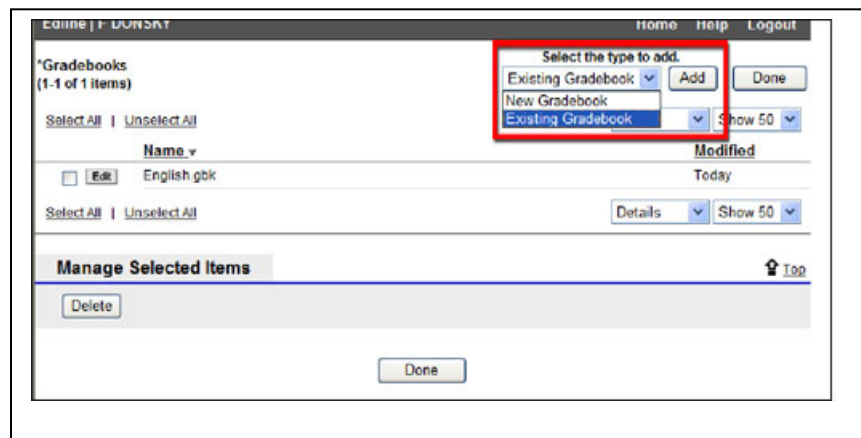 Edline | F DONSKY Home Help Logout
*Gradebooks
(1-1 of 1 items)
Select the type to add.
Existing Gradebook Add Done
New Gradebook
Existing Gradebook
Select All | Unselect All Show 50
Name Modified
Edit English gbk Today
Select All | Unselect All Details Show 50
Manage Selected Items Top
Delete
Done